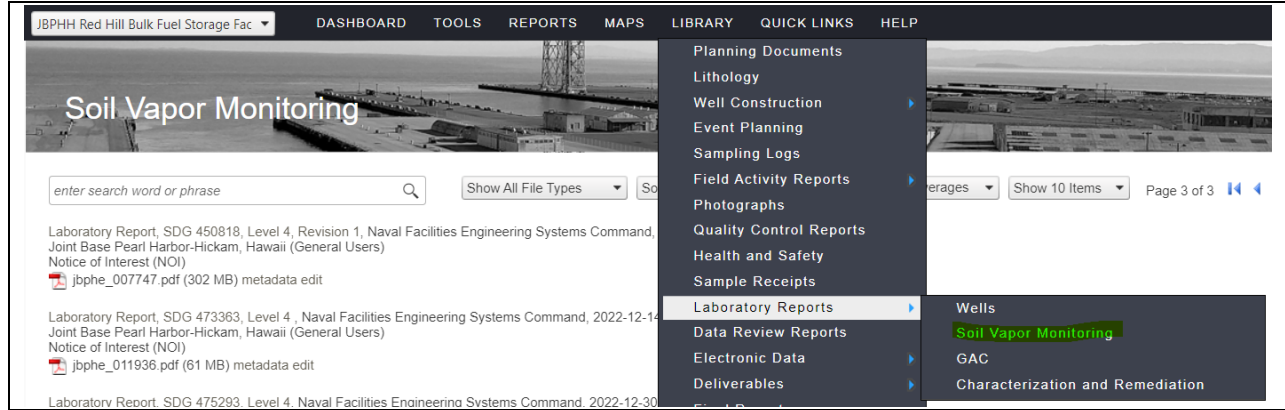 JBPHH Red Hill Bulk Fuel Storage Fac DASHBOARD TOOLS REPORTS MAPS LIBRARY QUICK LINKS HELP
Soil Vapor Monitoring
Planning Documents
Lithology
Well Construction
Event Planning
Sampling Logs
Field Activity Reports
Photographs
Quality Control Reports
Health and Safety
Sample Receipts
Laboratory Reports
Data Review Reports
Electronic Data
Deliverables
Wells
Soil Vapor Monitoring
GAC
Characterization and Remediation
enter search word or phrase Show All File Types So erages Show 10 Items Page 3 of 3
Laboratory Report, SDG 450818, Level 4, Revision 1, Naval Facilities Engineering Systems Command,
Joint Base Pearl Harbor-Hickam, Hawaii (General Users)
Notice of Interest (NOI)
jbphe_007747.pdf (302 MB) metadata edit
Laboratory Report, SDG 473363, Level 4 , Naval Facilities Engineering Systems Command, 2022-12-14
Joint Base Pearl Harbor-Hickam, Hawaii (General Users)
Notice of Interest (NOI)
jbphe_011936.pdf (61 MB) metadata edit
Laboratory Report, SDG 475293, Level 4, Naval Facilities Engineering Systems Command, 2022-12-30